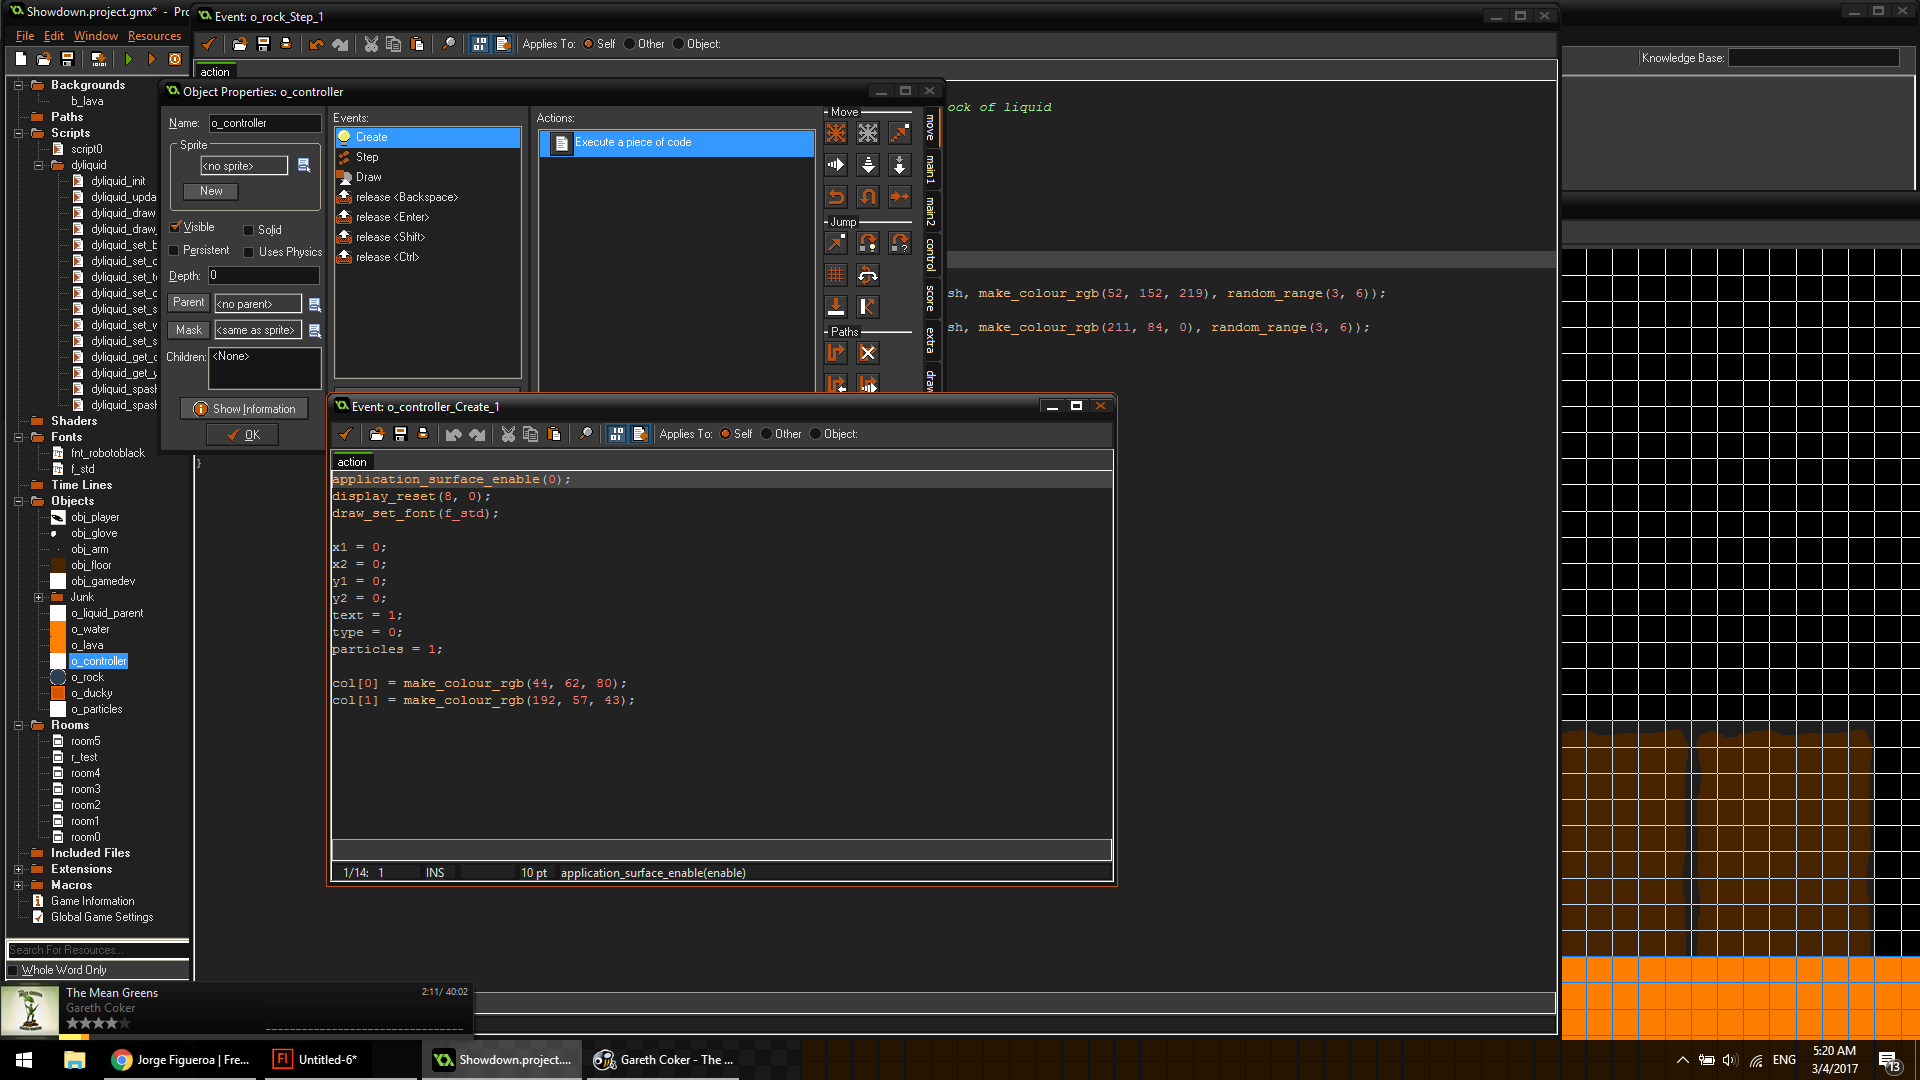 Showdown.project.gmx* - Pro
Event: o_rock_Step_1
File Edit Window Resources
Applies To: Self Other Object:
Knowledge Base:
action
Backgrounds
b_lava
Paths
Scripts
script0
dyliquid
dyliquid_init
dyliquid_upda
dyliquid_draw
dyliquid_draw_
dyliquid_set_b
dyliquid_set_c
dyliquid_set_t
dyliquid_set_c
dyliquid_set_s
dyliquid_set_v
dyliquid_set_s
dyliquid_get_c
dyliquid_get_y
dyliquid_spash
dyliquid_spash
Shaders
Fonts
fnt_robotoblack
f_std
Time Lines
Objects
obj_player
obj_glove
obj_arm
obj_floor
obj_gamedev
Junk
o_liquid_parent
o_water
o_lava
o_controller
o_rock
o_ducky
o_particles
Rooms
room5
r_test
room4
room3
room2
room1
room0
Included Files
Extensions
Macros
Game Information
Global Game Settings
Search For Resources...
Whole Word Only
Object Properties: o_controller
Name: o_controller
Sprite
<no sprite>
New
Visible
Solid
Persistent
Uses Physics
Depth: 0
Parent <no parent>
Mask <same as sprite>
Children: <None>
Show Information
OK
Events:
Create
Step
Draw
release <Backspace>
release <Enter>
release <Shift>
release <Ctrl>
Actions:
Execute a piece of code
Move
Jump
Paths
move
main1
main2
control
score
extra
draw
ock of liquid
sh, make_colour_rgb(52, 152, 219), random_range(3, 6));
sh, make_colour_rgb(211, 84, 0), random_range(3, 6));
}
Event: o_controller_Create_1
Applies To: Self Other Object:
action
application_surface_enable(0);
display_reset(8, 0);
draw_set_font(f_std);
x1 = 0;
x2 = 0;
y1 = 0;
y2 = 0;
text = 1;
type = 0;
particles = 1;
col[0] = make_colour_rgb(44, 62, 80);
col[1] = make_colour_rgb(192, 57, 43);
1/14: 1 INS 10 pt application_surface_enable(enable)
The Mean Greens
2:11/ 40:02
Gareth Coker
Jorge Figueroa | Fre...
Untitled-6*
Showdown.project....
Gareth Coker - The ...
ENG
5:20 AM
3/4/2017
13